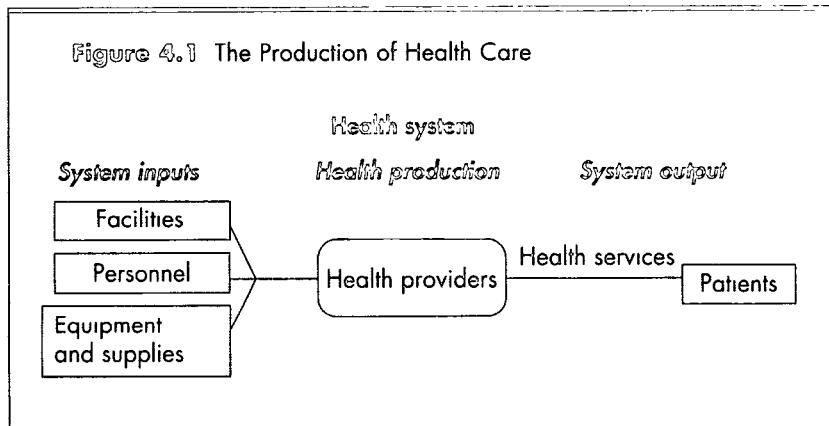 Figure 4.1 The Production of Health Care
Health system
System inputs
Health production
System output
Facilities
Personnel
Equipment
and supplies
Health providers
Health services
Patients